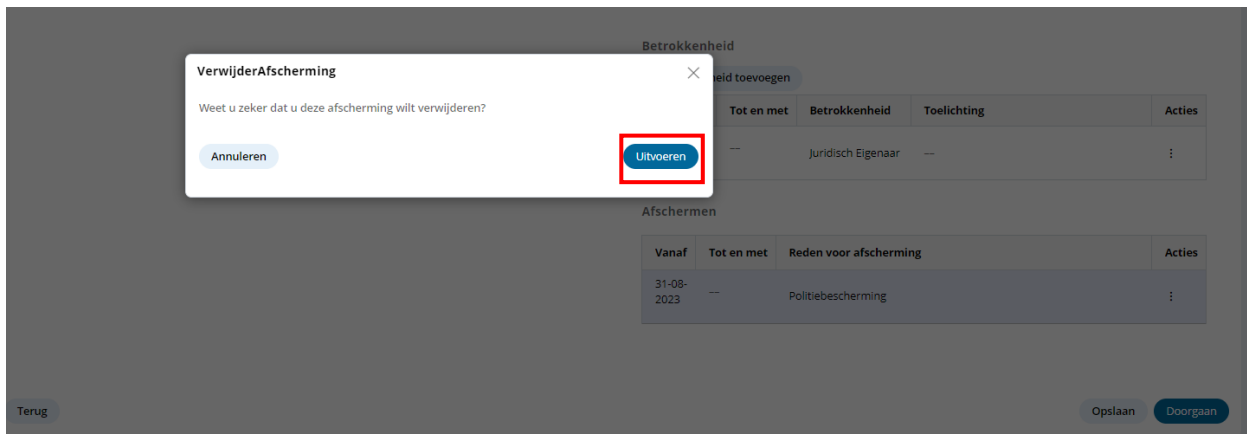 Betrokkenheid
VerwijderAfscherming
eid toevoegen
Weet u zeker dat u deze afscherming wilt verwijderen?
Tot en met Betrokkenheid Toelichting Acties
Annuleren Uitvoeren
— Juridisch Eigenaar —
Afschermen
Vanaf Tot en met Reden voor afscherming Acties
31-08-
2023 — Politiebescherming
Terug Opslaan Doorgaan